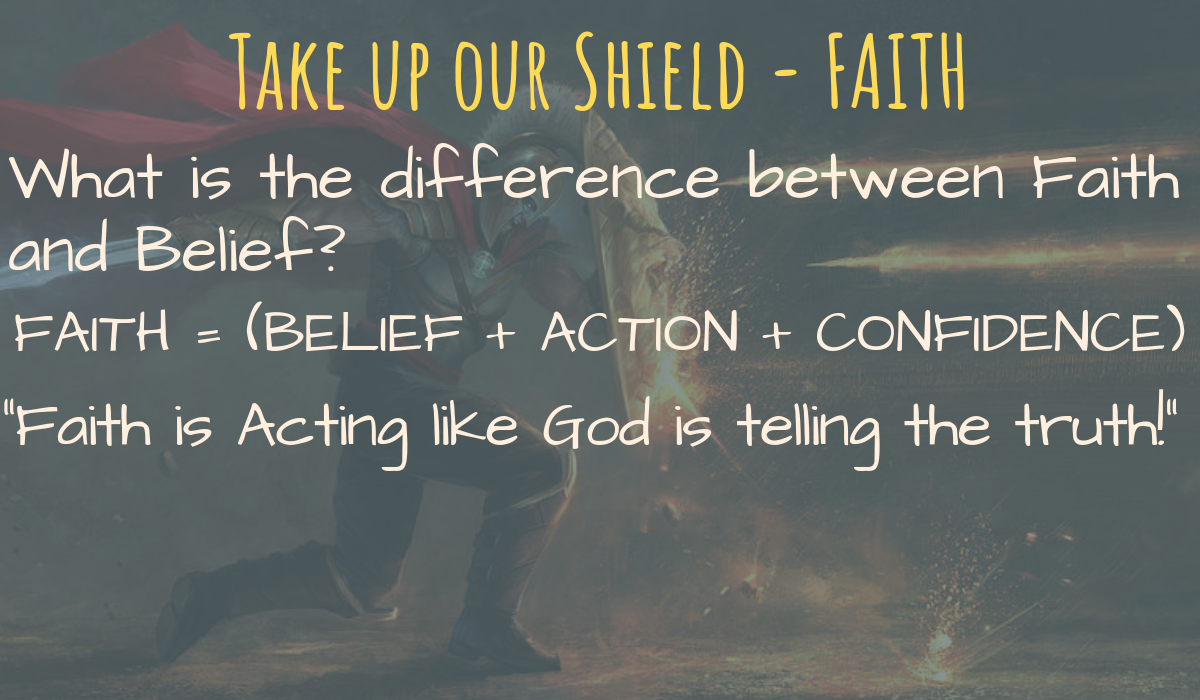 Take up our Shield - FAITH
What is the difference between Faith
and Belief?
FAITH = (BELIEF + ACTION + CONFIDENCE)
"Faith is Acting like God is telling the truth!"